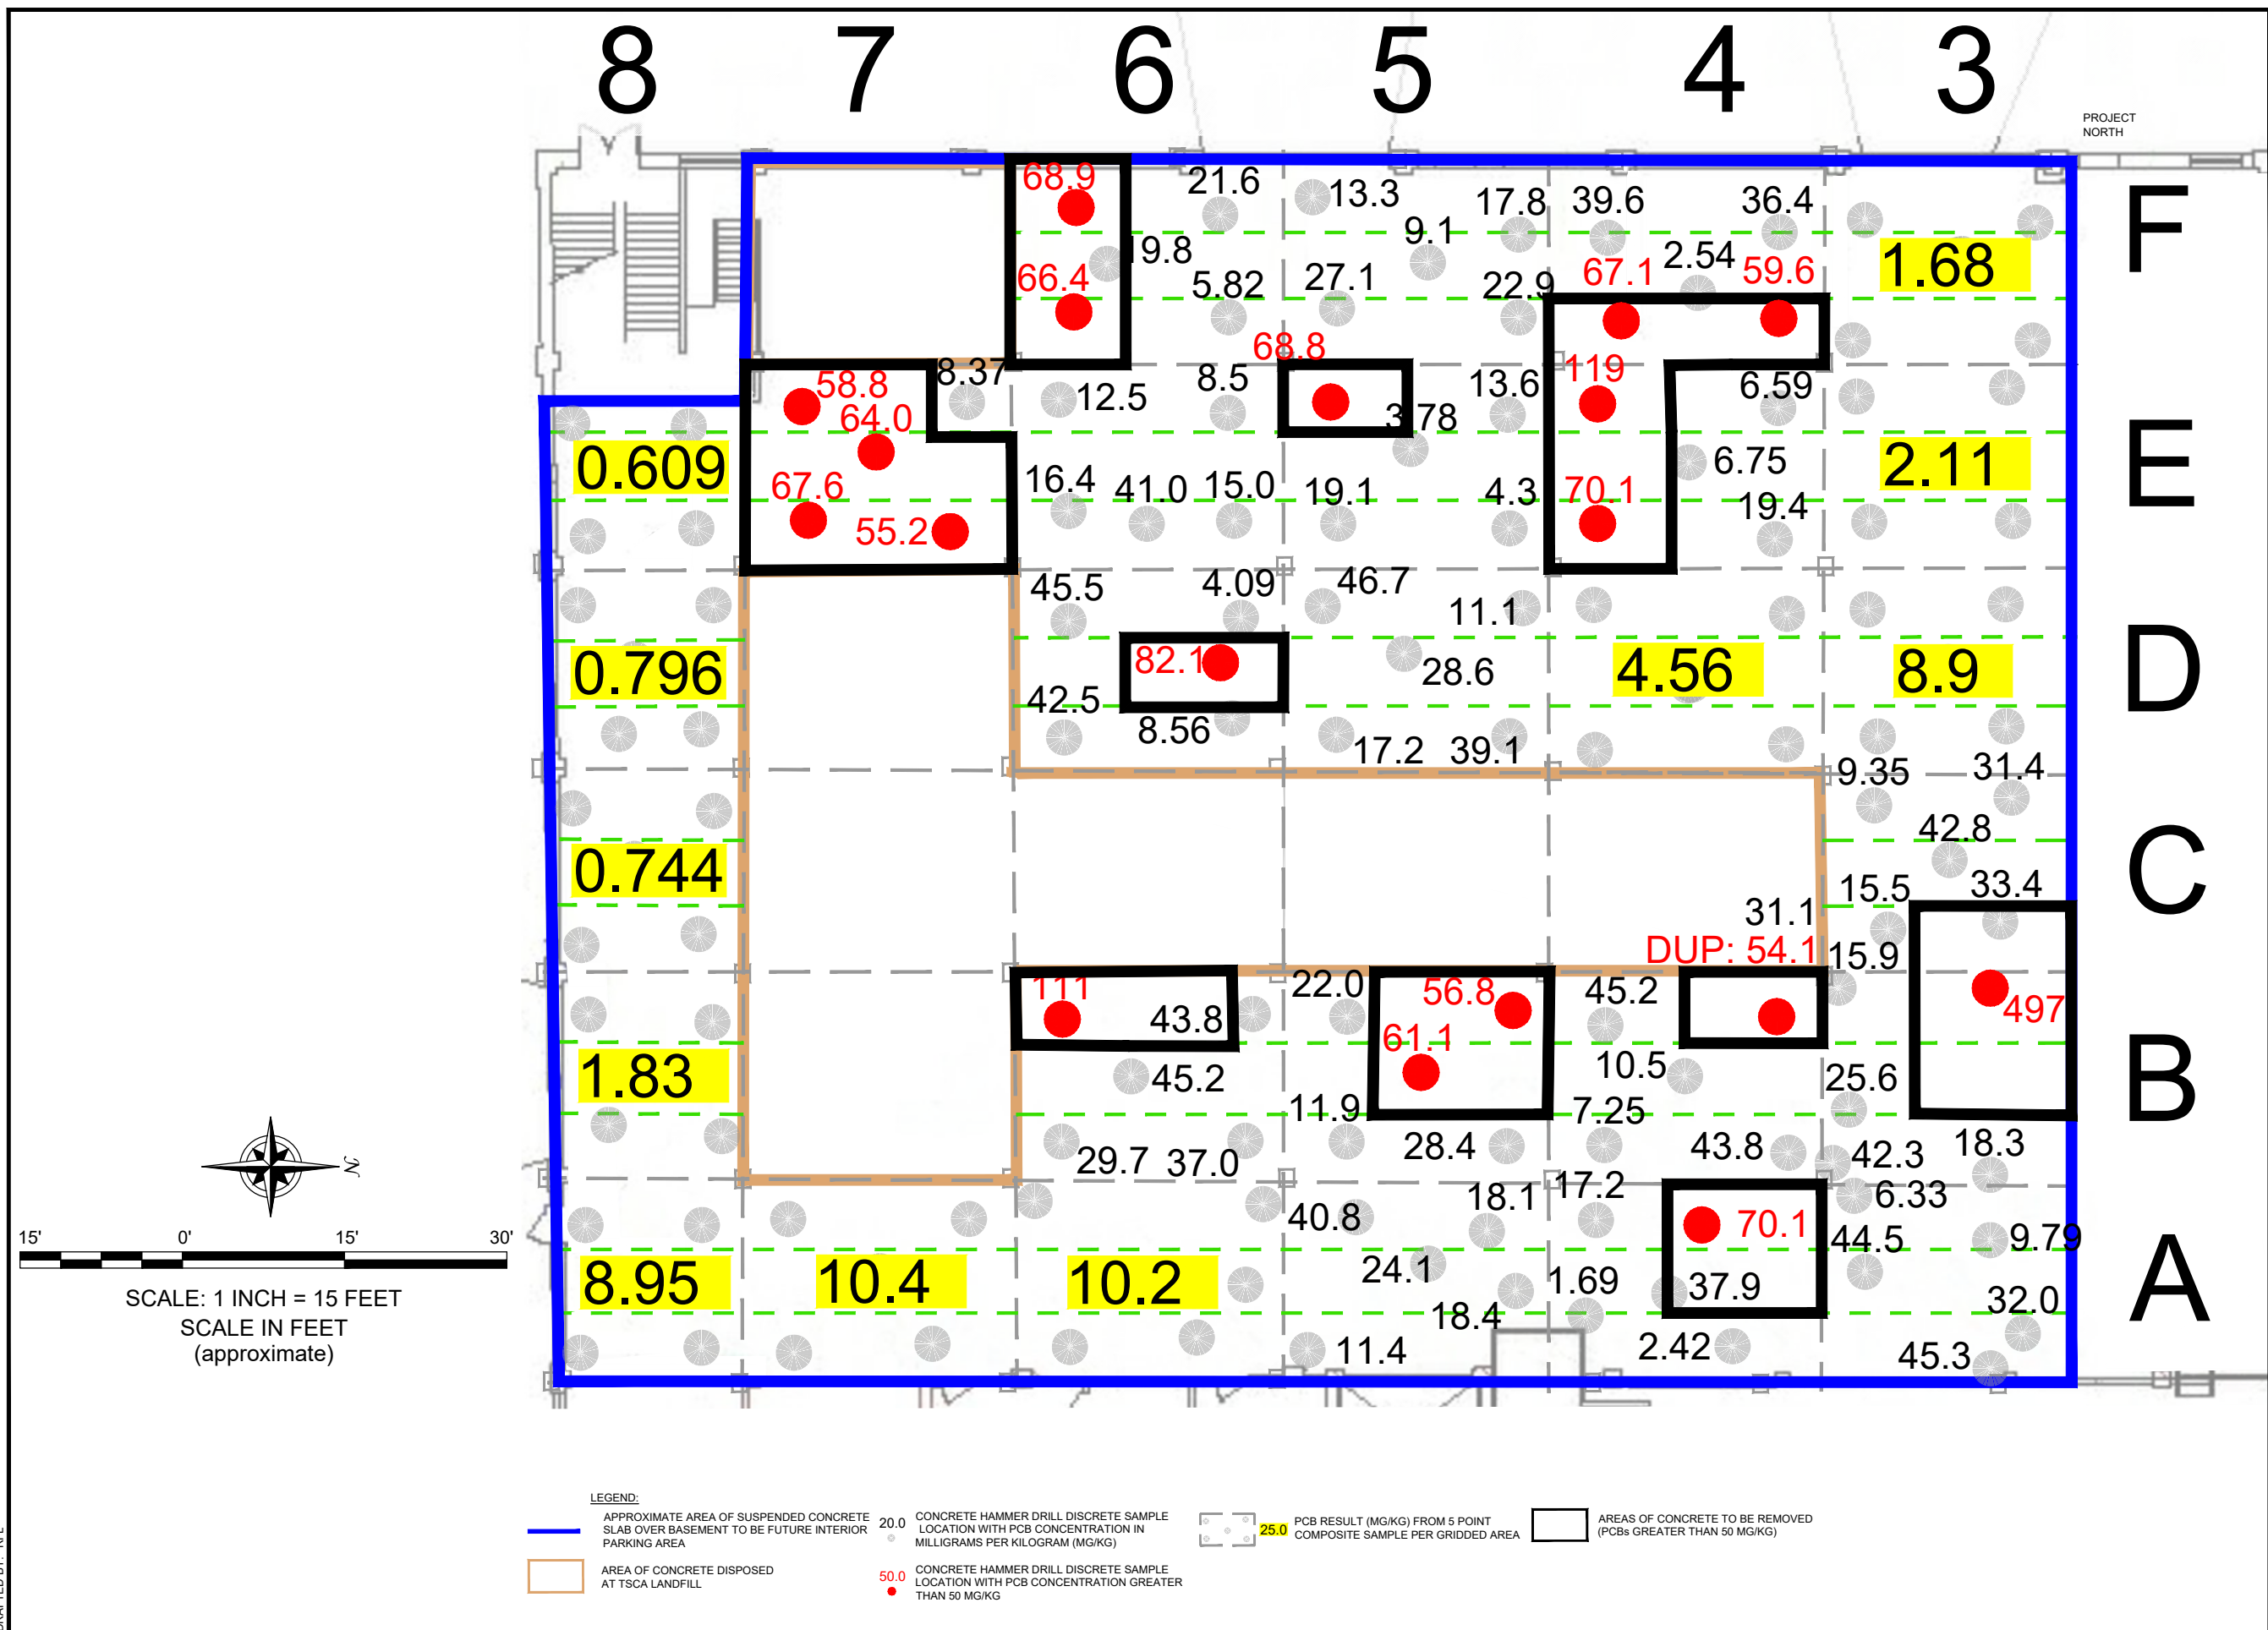 8 7 6 5 4 3
PROJECT
NORTH
68.9 21.6 13.3 17.8 39.6 36.4 F
19.8 9.1
66.4 5.82 27.1 22.9 67.1 2.54 59.6 1.68
68.8
58.8 8.37 12.5 8.5 13.6 119 6.59
64.0 3.78
0.609 6.75 2.11 E
67.6 16.4 41.0 15.0 19.1 4.3 70.1 19.4
55.2
45.5 4.09 46.7
11.1
0.796 82.1 28.6 4.56 8.9 D
42.5
8.56 17.2 39.1
9.35 31.4
42.8
0.744 15.5 33.4 C
31.1
DUP: 54.1 15.9
111 22.0 56.8 45.2
43.8 61.1 497
1.83 45.2 10.5 25.6 B
11.9 7.25
29.7 37.0 28.4 43.8 42.3 18.3
40.8 18.1 17.2 6.33
70.1 44.5 9.79
8.95 10.4 10.2 24.1 1.69 37.9 A
18.4 32.0
11.4 2.42 45.3
N
15' 0' 15' 30'
SCALE: 1 INCH = 15 FEET
SCALE IN FEET
(approximate)
LEGEND:
APPROXIMATE AREA OF SUSPENDED CONCRETE
SLAB OVER BASEMENT TO BE FUTURE INTERIOR
PARKING AREA
AREA OF CONCRETE DISPOSED
AT TSCA LANDFILL
20.0 CONCRETE HAMMER DRILL DISCRETE SAMPLE
LOCATION WITH PCB CONCENTRATION IN
MILLIGRAMS PER KILOGRAM (MG/KG)
50.0 CONCRETE HAMMER DRILL DISCRETE SAMPLE
LOCATION WITH PCB CONCENTRATION GREATER
THAN 50 MG/KG
25.0 PCB RESULT (MG/KG) FROM 5 POINT
COMPOSITE SAMPLE PER GRIDDED AREA
AREAS OF CONCRETE TO BE REMOVED
(PCBs GREATER THAN 50 MG/KG)